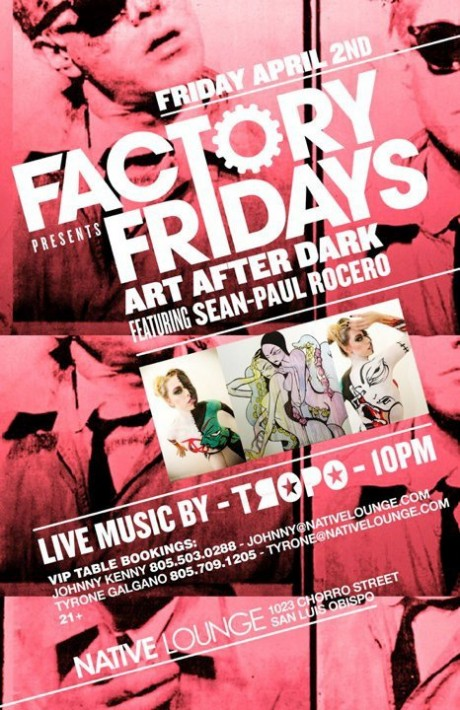 FRIDAY APRIL 2ND
FACTORY
PRESENTS
FRIDAYS
ART AFTER DARK
FEATURING SEAN-PAUL ROCERO
LIVE MUSIC BY - TROPO - 10PM
VIP TABLE BOOKINGS:
JOHNNY KENNY 805.503.0288 - JOHNNY@NATIVELOUNGE.COM
TYRONE GALGANO 805.709.1205 - TYRONE@NATIVELOUNGE.COM
21+
NATIVE LOUNGE 1023 CHORRO STREET
SAN LUIS OBISPO